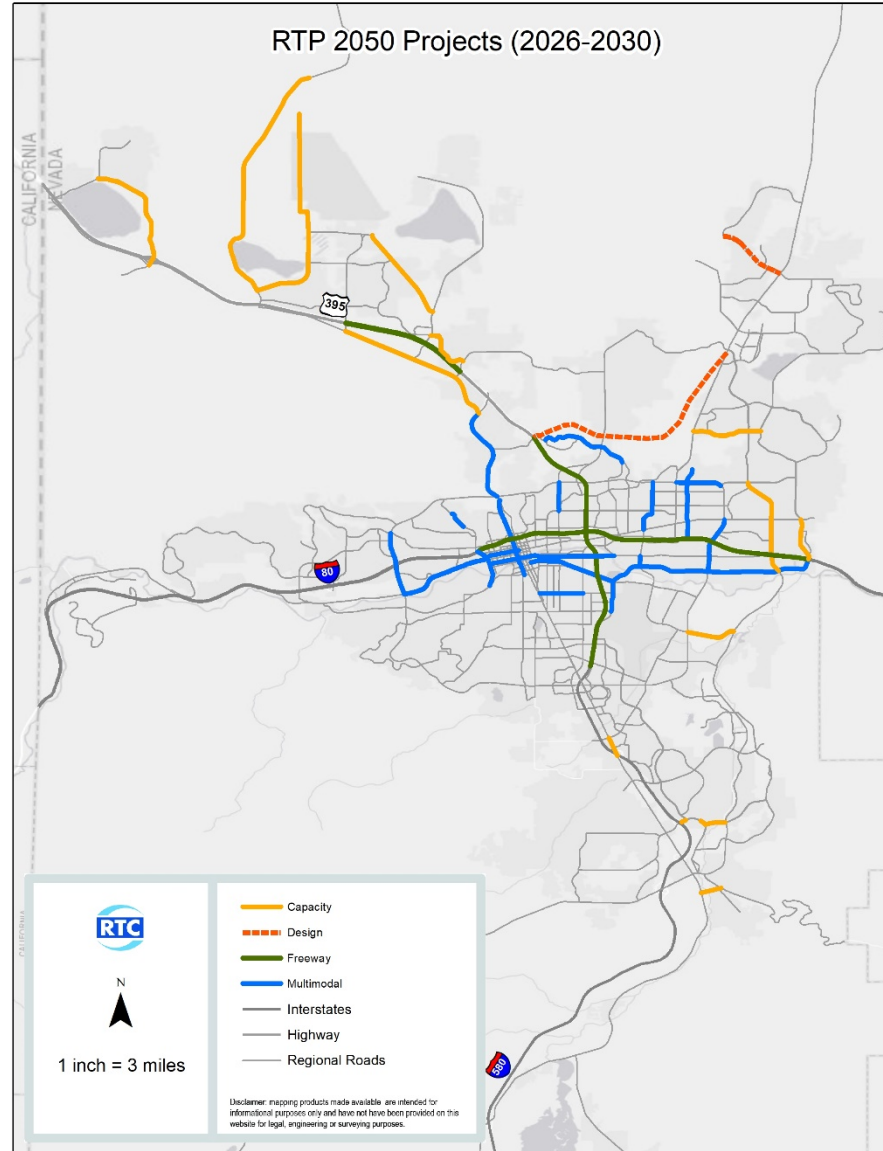 RTP 2050 Projects (2026-2030)
CALIFORNIA
NEVADA
395
80
RTC
N
1 inch = 3 miles
Capacity
Design
Freeway
Multimodal
Interstates
Highway
Regional Roads
Disclaimer: mapping products made available are intended for
informational purposes only and have not have been provided on this
website for legal, engineering or surveying purposes.
CALIFORNIA
580